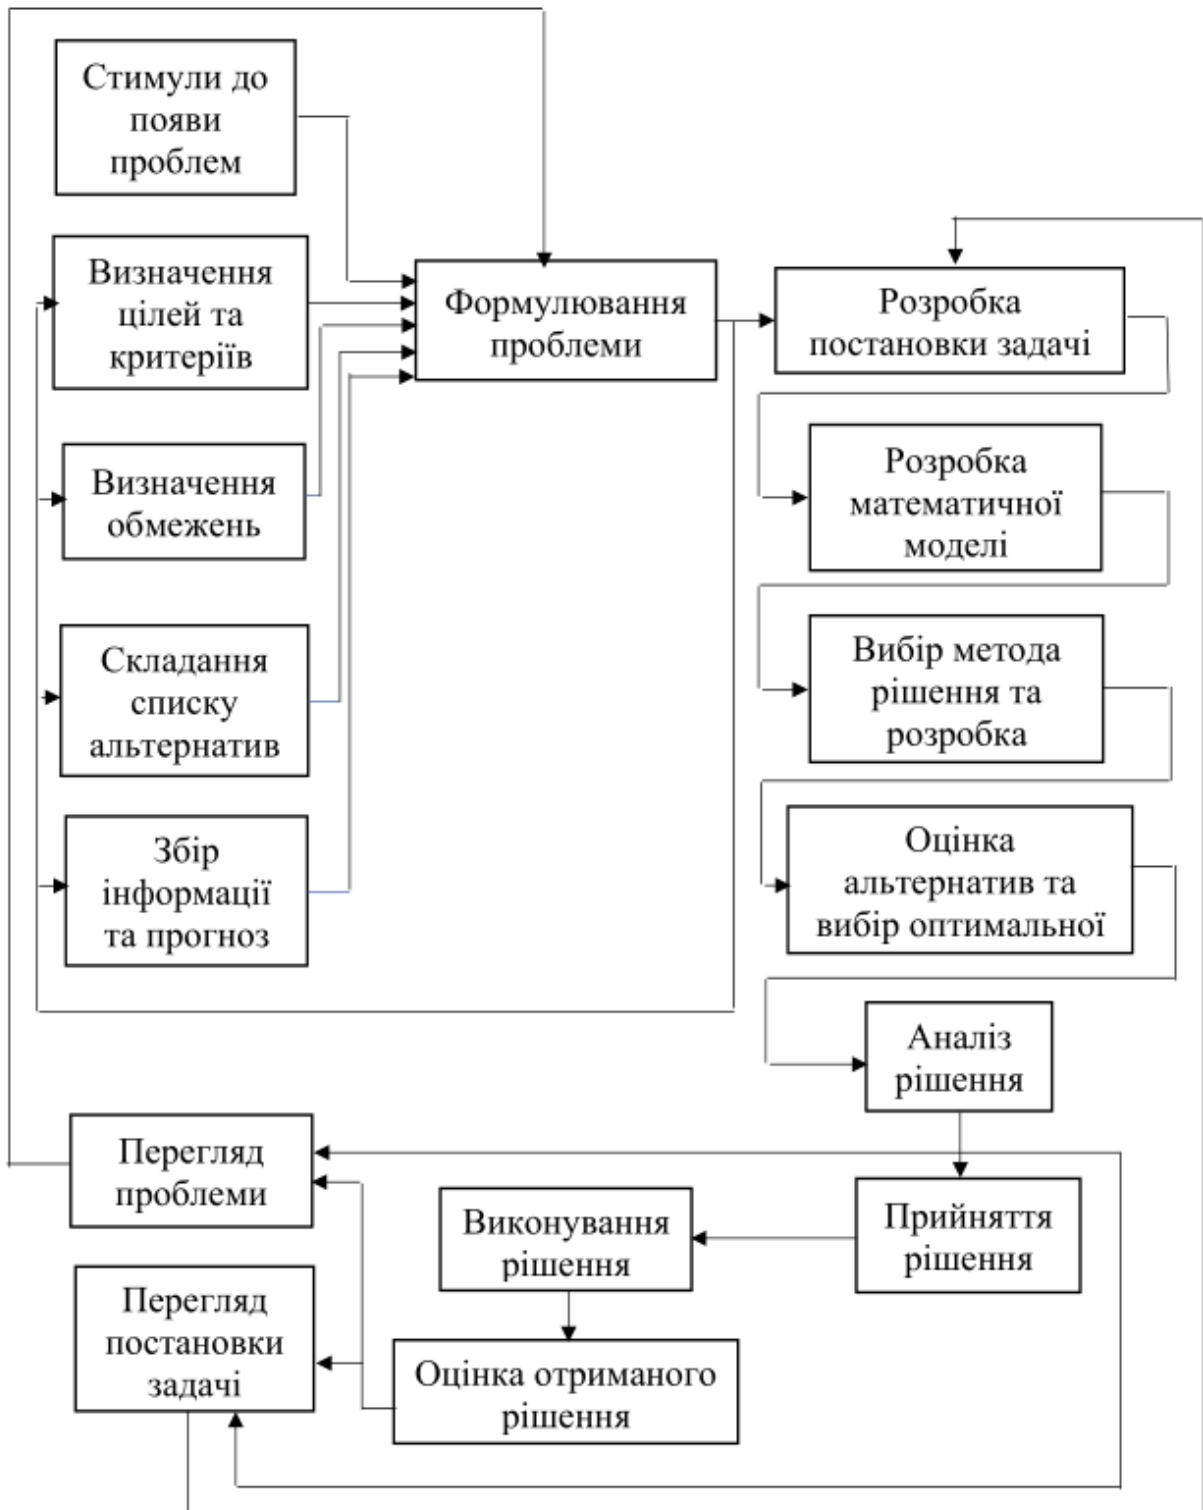 Стимули до
появи
проблем
Визначення
цілей та
критеріїв
Визначення
обмежень
Складання
списку
альтернатив
Збір
інформації
та прогноз
Формулювання
проблеми
Розробка
постановки задачі
Розробка
математичної
моделі
Вибір метода
рішення та
розробка
Оцінка
альтернатив та
вибір оптимальної
Аналіз
рішення
Прийняття
рішення
Виконування
рішення
Оцінка отриманого
рішення
Перегляд
проблеми
Перегляд
постановки
задачі